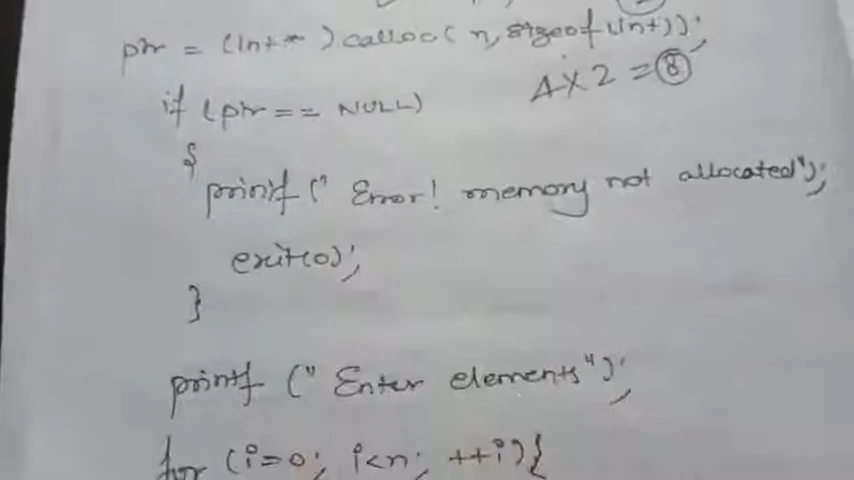 ptr = (int*)calloc(n, sizeof(int));
4×2 = 8
if (ptr == NULL)
{
printf(" Error! memory not allocated");
exit(0);
}
printf (" Enter elements");
for (i=0; i<n; ++i){